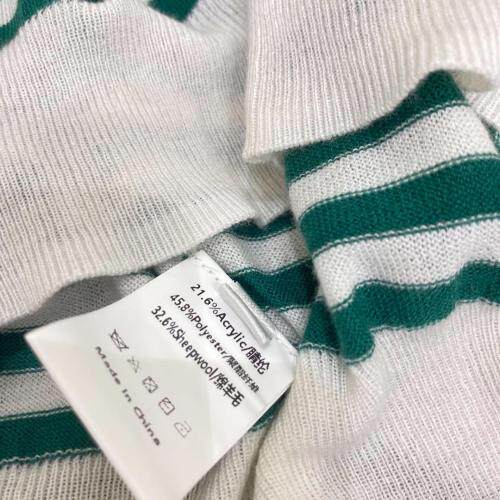 21.6%Acrylic/腈纶
45.8%Polyester/聚酯纤维
32.6%Sheepwool/绵羊毛
Made in China